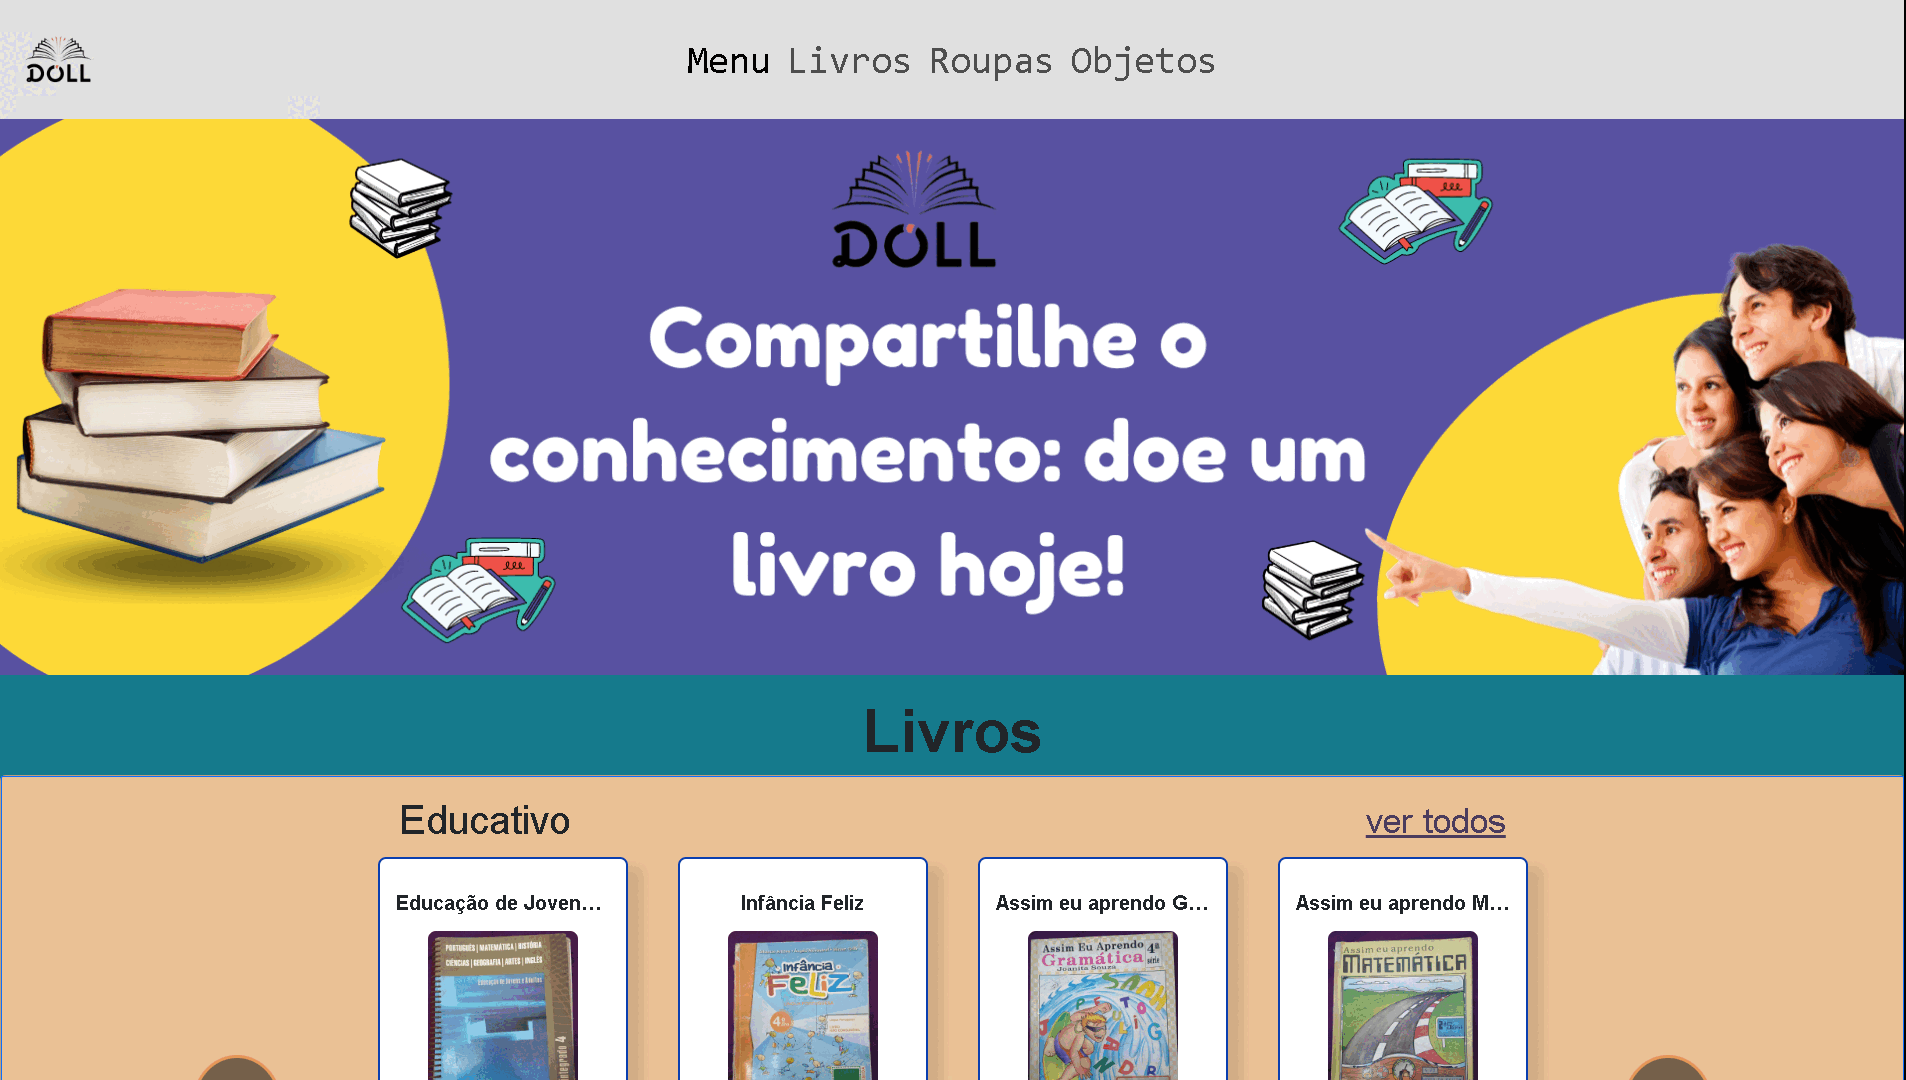 DOLL
Menu Livros Roupas Objetos
DOLL
Compartilhe o
conhecimento: doe um
livro hoje!
Livros
Educativo
ver todos
Educação de Joven...
Infância Feliz
Assim eu aprendo G...
Assim eu aprendo M...
PORTUGUÊS | MATEMÁTICA | HISTÓRIA
CIÊNCIAS | GEOGRAFIA | ARTES | INGLÊS
Educação de Jovens e Adultos
Integrado 4
Infância
Feliz
4ª
Assim Eu Aprendo 4ª
Gramática série
Joanita Souza
Assim eu aprendo
MATEMÁTICA